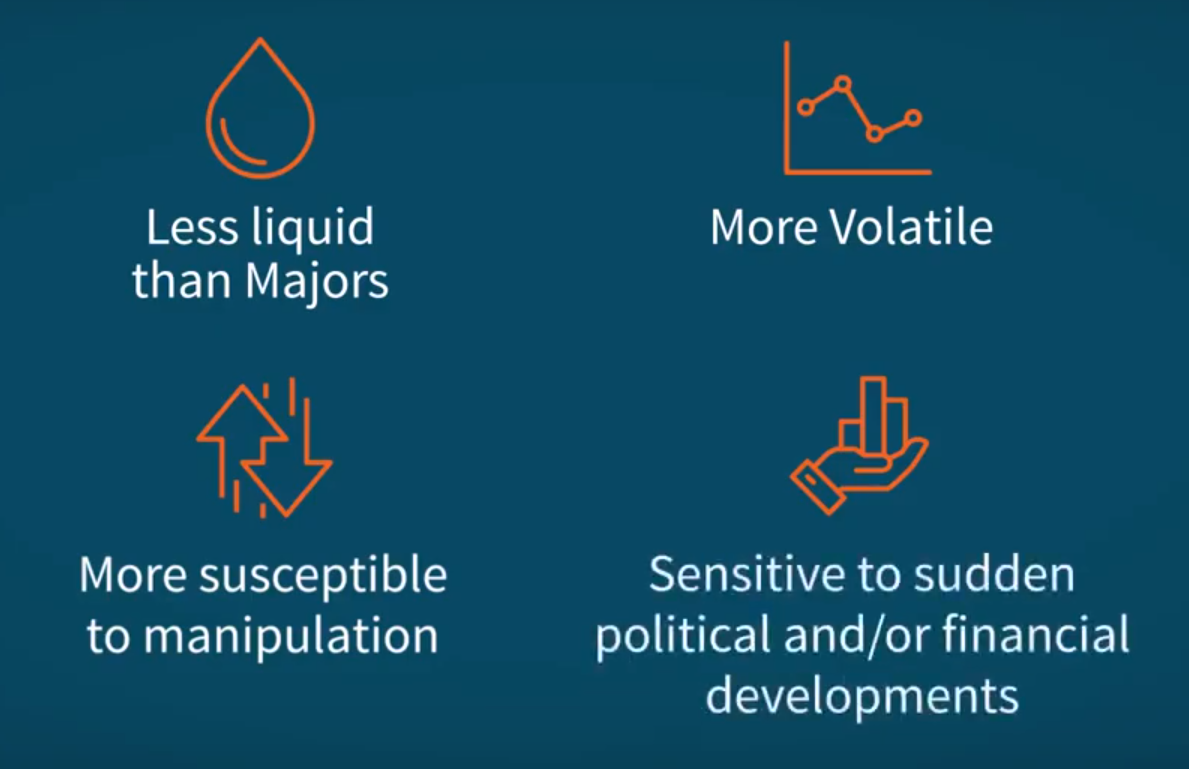 Less liquid
than Majors
More Volatile
More susceptible
to manipulation
Sensitive to sudden
political and/or financial
developments